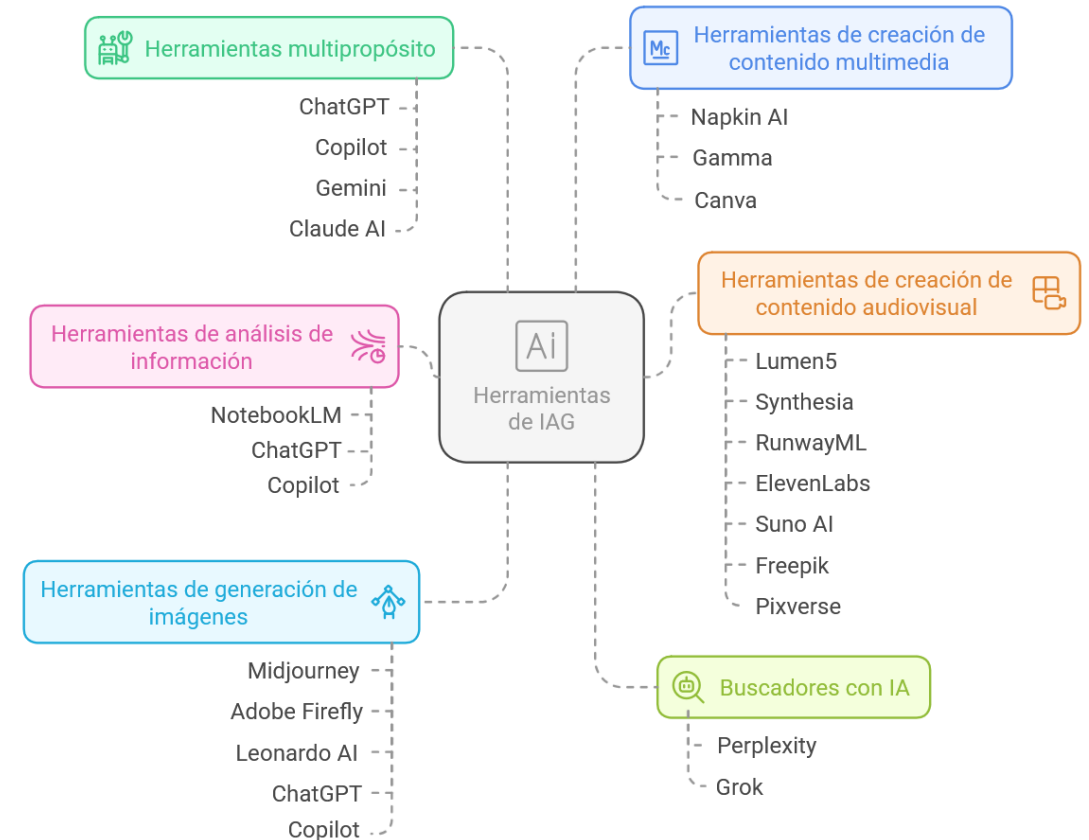 Herramientas multipropósito
ChatGPT
Copilot
Gemini
Claude AI
Mc
Herramientas de creación de
contenido multimedia
Napkin AI
Gamma
Canva
Herramientas de análisis de
información
NotebookLM
ChatGPT
Copilot
Ai
Herramientas
de IAG
Herramientas de creación de
contenido audiovisual
Lumen5
Synthesia
RunwayML
ElevenLabs
Suno AI
Freepik
Pixverse
Herramientas de generación de
imágenes
Midjourney
Adobe Firefly
Leonardo AI
ChatGPT
Copilot
Buscadores con IA
Perplexity
Grok